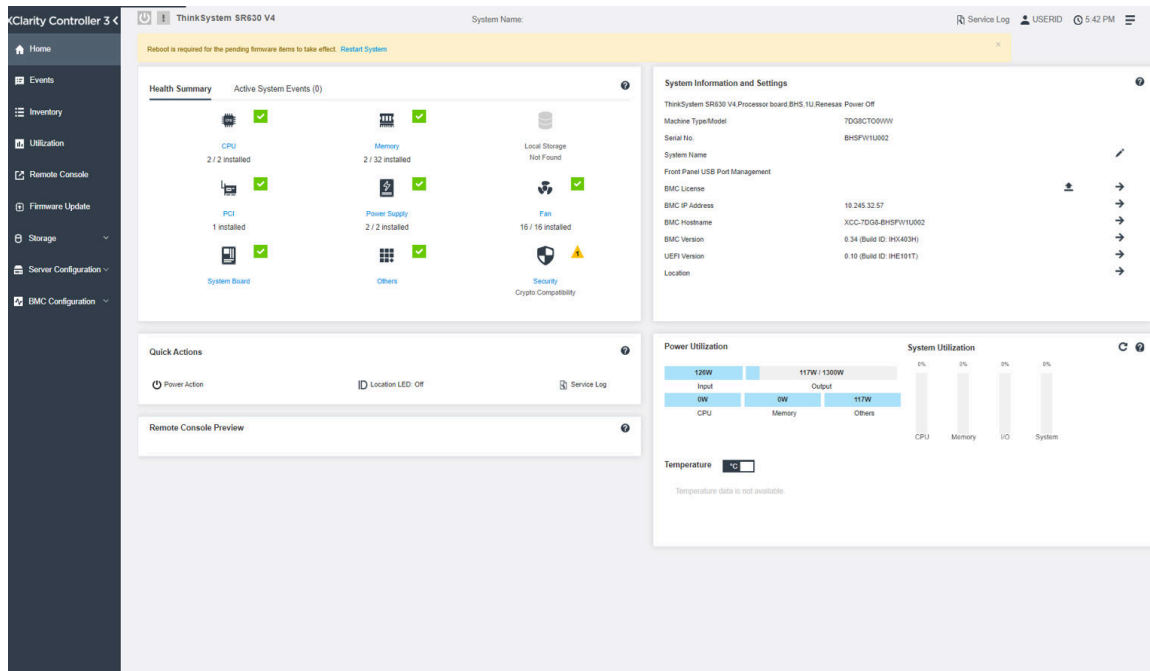 XClarity Controller 3
ThinkSystem SR630 V4
System Name:
Service Log
USERID
5:42 PM
Home
Events
Inventory
Utilization
Remote Console
Firmware Update
Storage
Server Configuration
BMC Configuration
Reboot is required for the pending firmware items to take effect. Restart System
Health Summary
Active System Events (0)
CPU
2 / 2 installed
Memory
2 / 32 installed
Local Storage
Not Found
PCI
1 installed
Power Supply
2 / 2 installed
Fan
16 / 16 installed
System Board
Others
1
Security
Crypto Compatibility
System Information and Settings
ThinkSystem SR630 V4,Processor board,BHS,1U,Renesas Power Off
Machine Type/Model 7DG8CTO0WW
Serial No. BHSFW1U002
System Name
Front Panel USB Port Management
BMC License
BMC IP Address 10.245.32.57
BMC Hostname XCC-7DG8-BHSFW1U002
BMC Version 0.34 (Build ID: IHX403H)
UEFI Version 0.10 (Build ID: IHE101T)
Location
Quick Actions
Power Action
Location LED: Off
Service Log
Remote Console Preview
Power Utilization
126W 117W / 1300W
Input Output
0W 0W 117W
CPU Memory Others
System Utilization
0% 0% 0% 0%
CPU Memory I/O System
Temperature °C
Temperature data is not available.